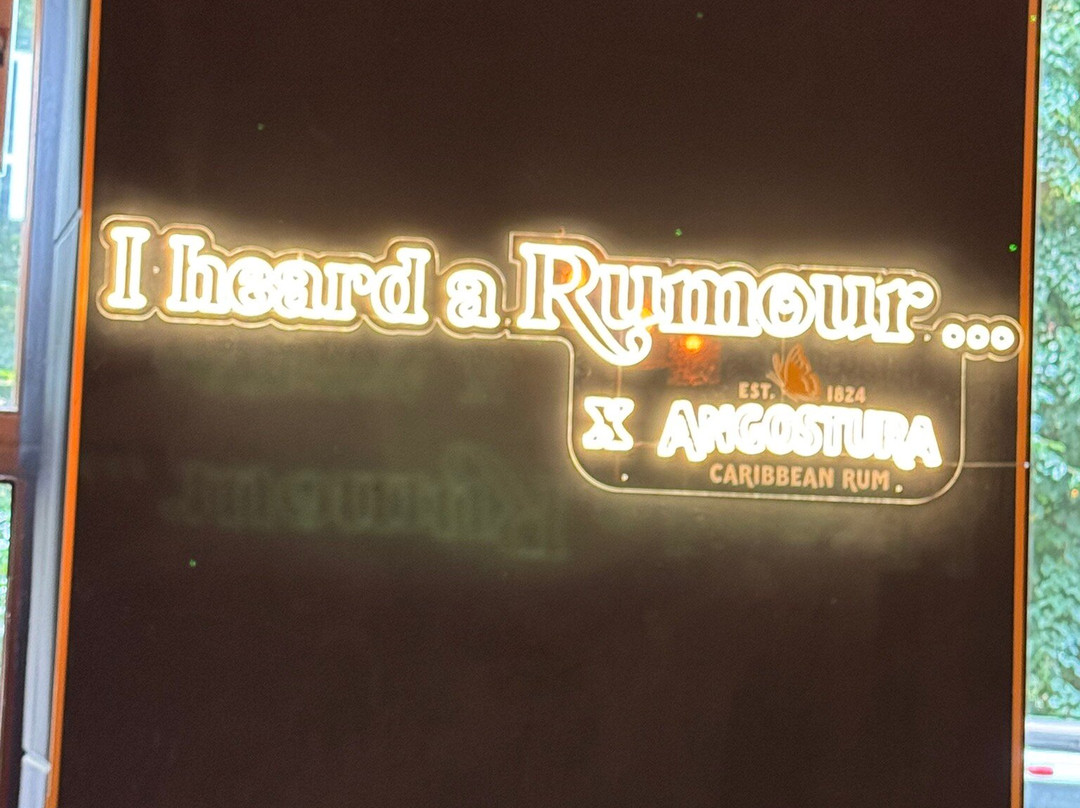 I heard a Rumour...
EST. 1824
X ANGOSTURA
CARIBBEAN RUM